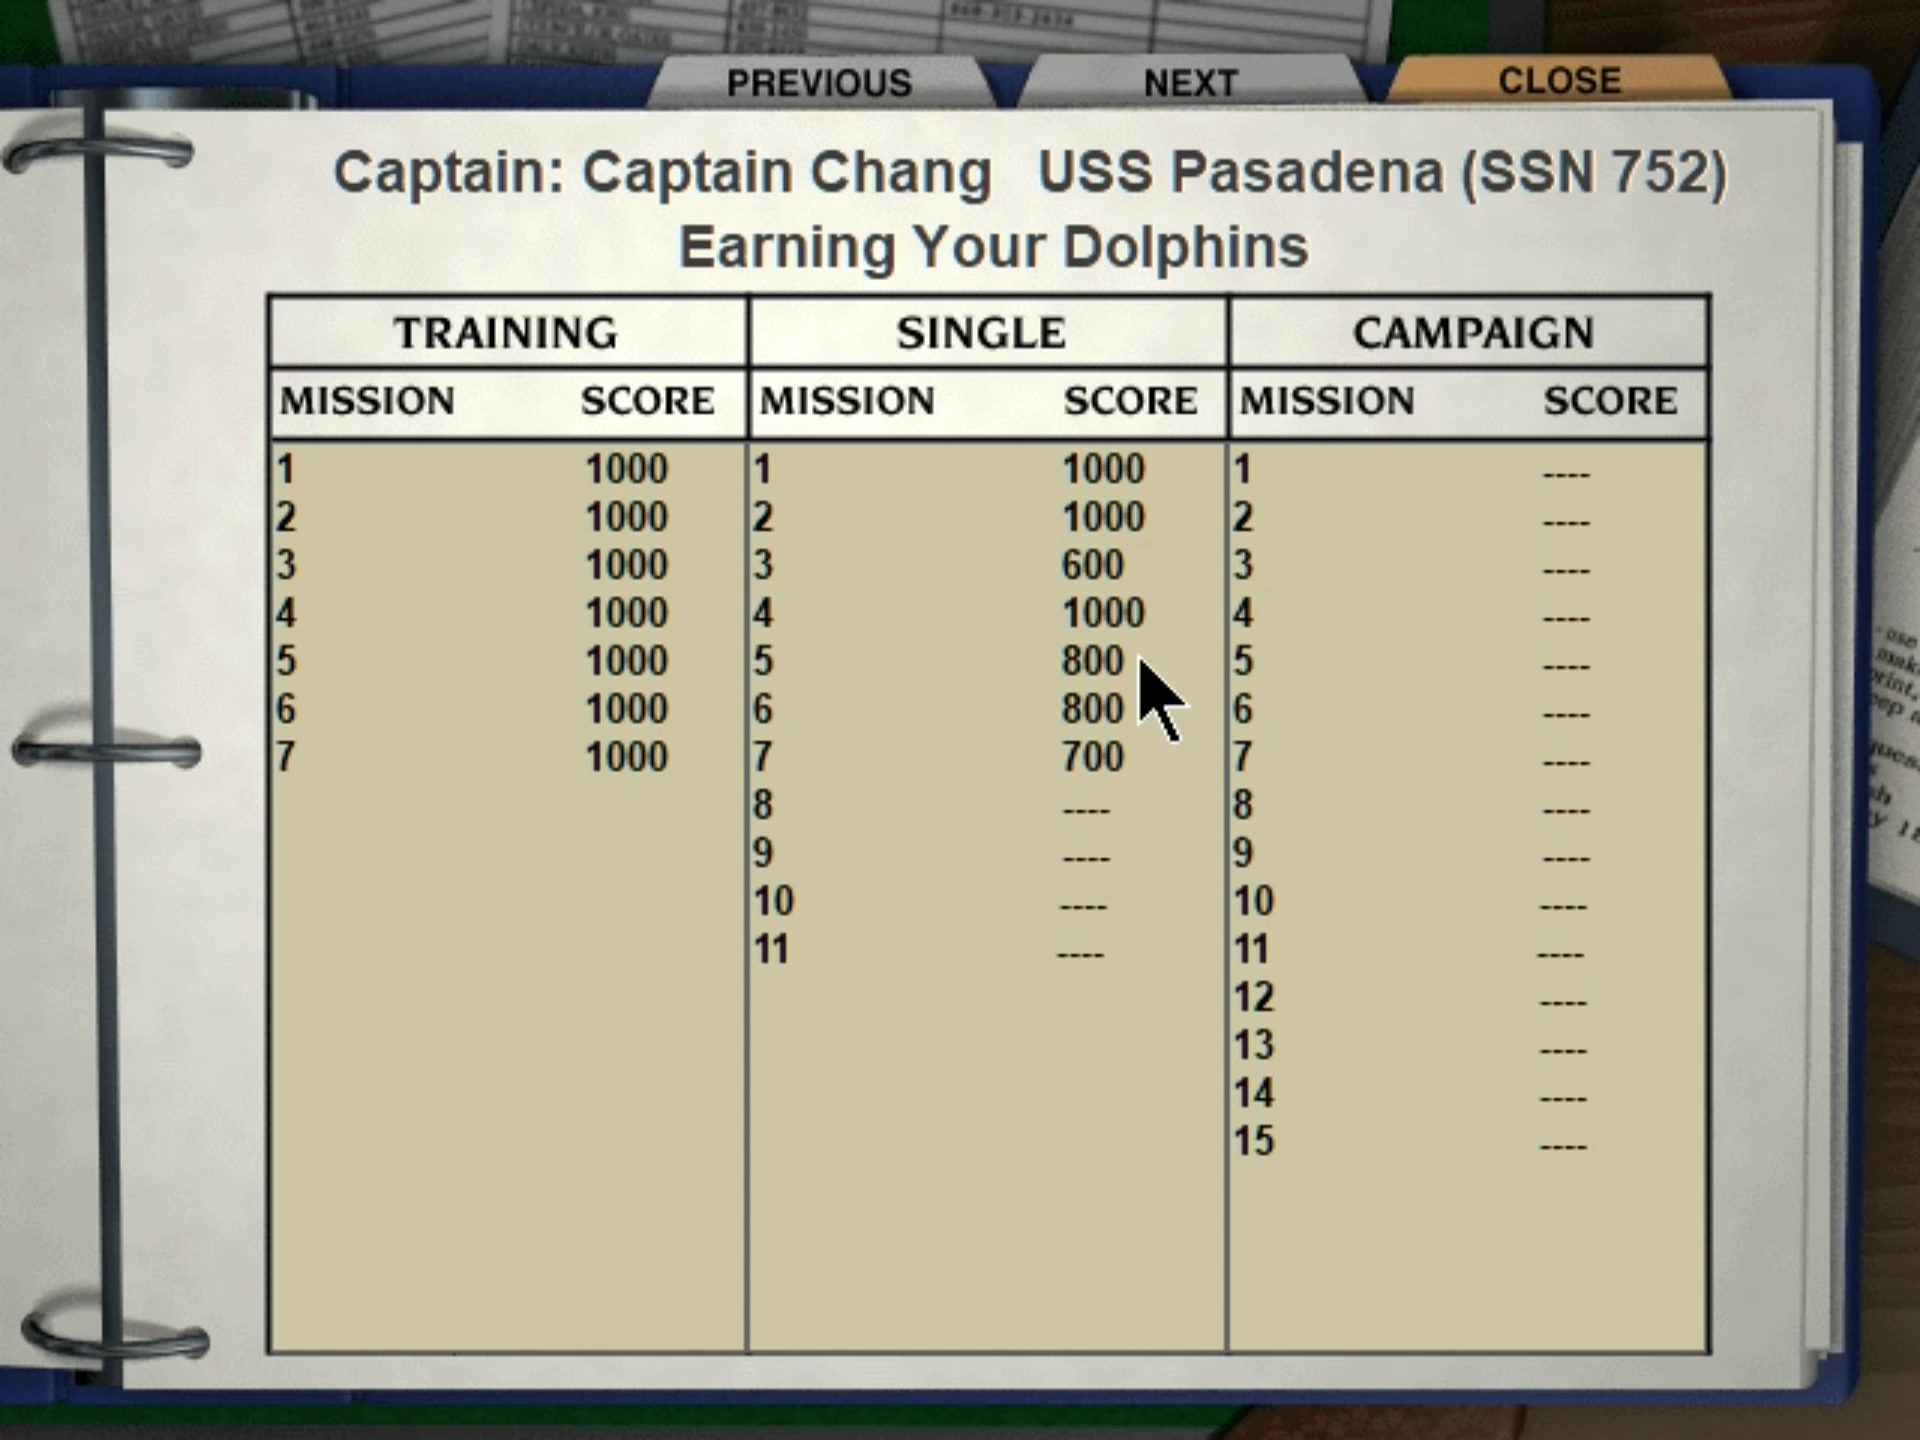 PREVIOUS NEXT CLOSE
Captain: Captain Chang USS Pasadena (SSN 752)
Earning Your Dolphins
TRAINING SINGLE CAMPAIGN
MISSION SCORE MISSION SCORE MISSION SCORE
1 1000 1 1000 1 ----
2 1000 2 1000 2 ----
3 1000 3 600 3 ----
4 1000 4 1000 4 ----
5 1000 5 800 5 ----
6 1000 6 800 6 ----
7 1000 7 700 7 ----
8 ---- 8 ----
9 ---- 9 ----
10 ---- 10 ----
11 ---- 11 ----
12 ----
13 ----
14 ----
15 ----